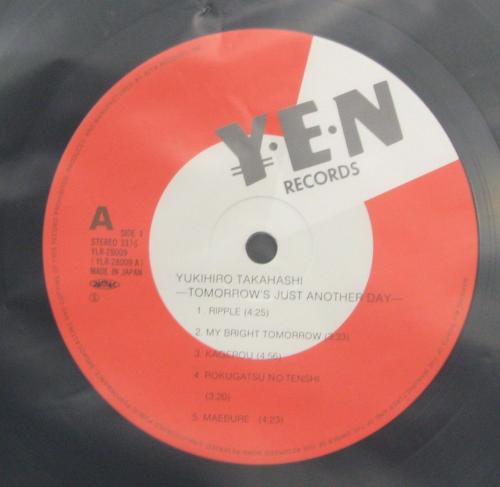 Y·E·N
RECORDS
A SIDE 1
STEREO 33⅓
YLR-28009
(YLR-28009 A)
MADE IN JAPAN
YUKIHIRO TAKAHASHI
—TOMORROW'S JUST ANOTHER DAY—
1. RIPPLE (4:25)
2. MY BRIGHT TOMORROW (3:33)
3. KAGEROU (4:56)
4. ROKUGATSU NO TENSHI
(3:20)
5. MAEBURE (4:23)